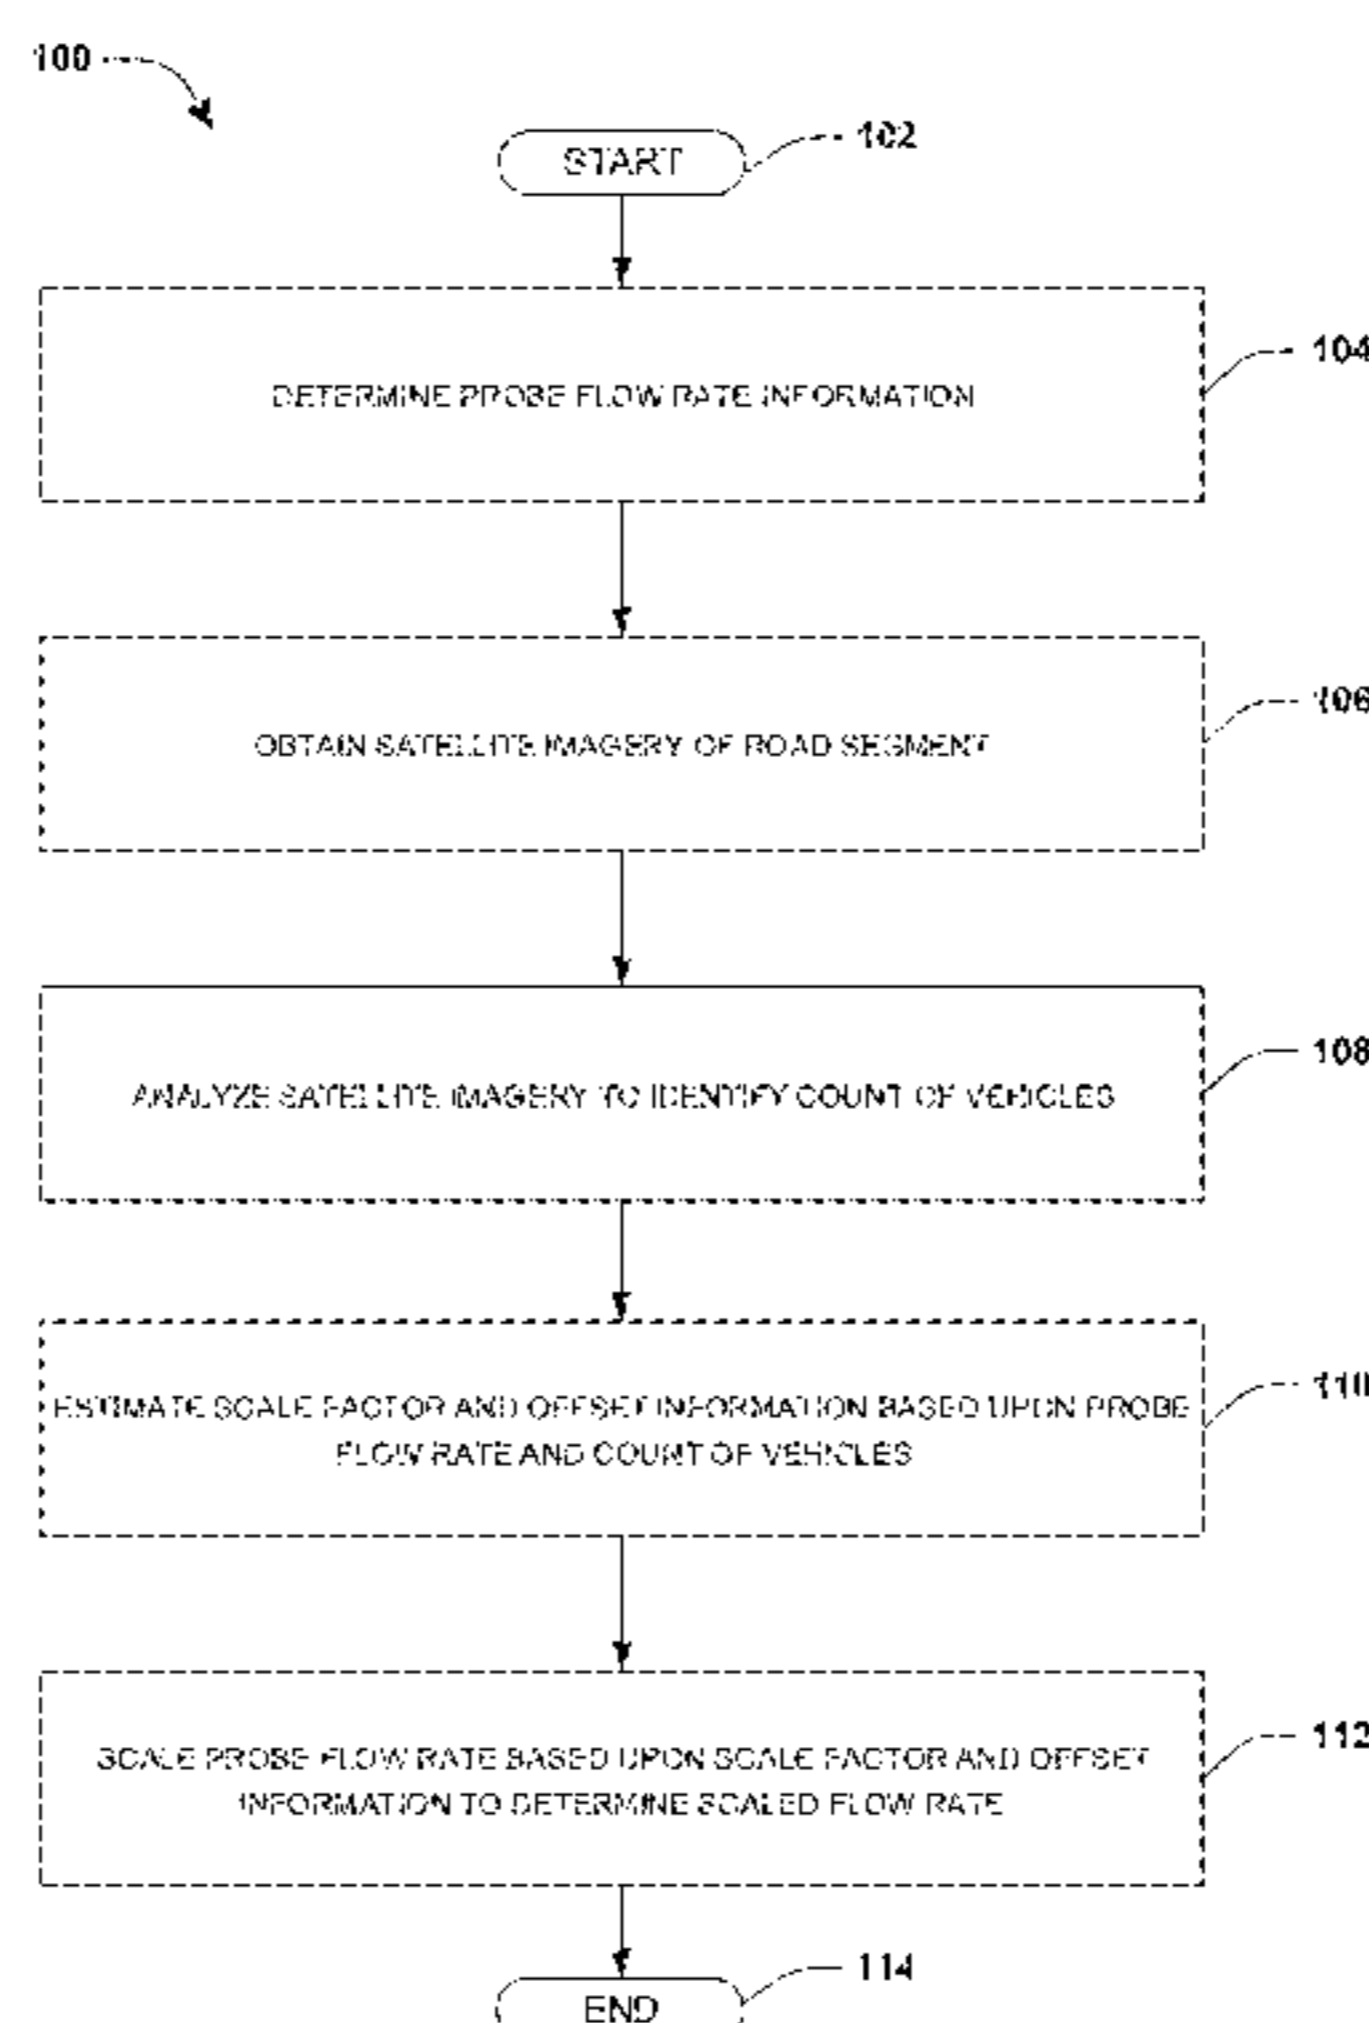 100
START
102
DETERMINE PROBE FLOW RATE INFORMATION
104
OBTAIN SATELLITE IMAGERY OF ROAD SEGMENT
106
ANALYZE SATELLITE IMAGERY TO IDENTIFY COUNT OF VEHICLES
108
ESTIMATE SCALE FACTOR AND OFFSET INFORMATION BASED UPON PROBE
FLOW RATE AND COUNT OF VEHICLES
110
SCALE PROBE FLOW RATE BASED UPON SCALE FACTOR AND OFFSET
INFORMATION TO DETERMINE SCALED FLOW RATE
112
END
114